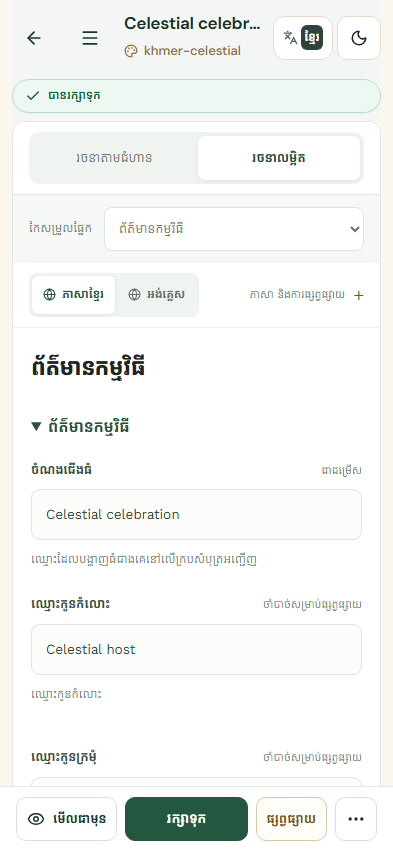 Celestial celebr...
khmer-celestial
ខ្មែរ
បានរក្សាទុក
រចនាតាមជំហាន
រចនាលម្អិត
កែសម្រួលផ្នែក
ព័ត៌មានកម្មវិធី
ភាសាខ្មែរ
អង់គ្លេស
ភាសា និងការផ្សព្វផ្សាយ +
ព័ត៌មានកម្មវិធី
ព័ត៌មានកម្មវិធី
ចំណងជើងធំ
ជាជម្រើស
Celestial celebration
ឈ្មោះដែលបង្ហាញធំជាងគេនៅលើក្របសំបុត្រអញ្ជើញ
ឈ្មោះកូនកំលោះ
ចាំបាច់សម្រាប់ផ្សព្វផ្សាយ
Celestial host
ឈ្មោះកូនកំលោះ
ឈ្មោះកូនក្រមុំ
ចាំបាច់សម្រាប់ផ្សព្វផ្សាយ
មើលជាមុន
រក្សាទុក
ផ្សព្វផ្សាយ